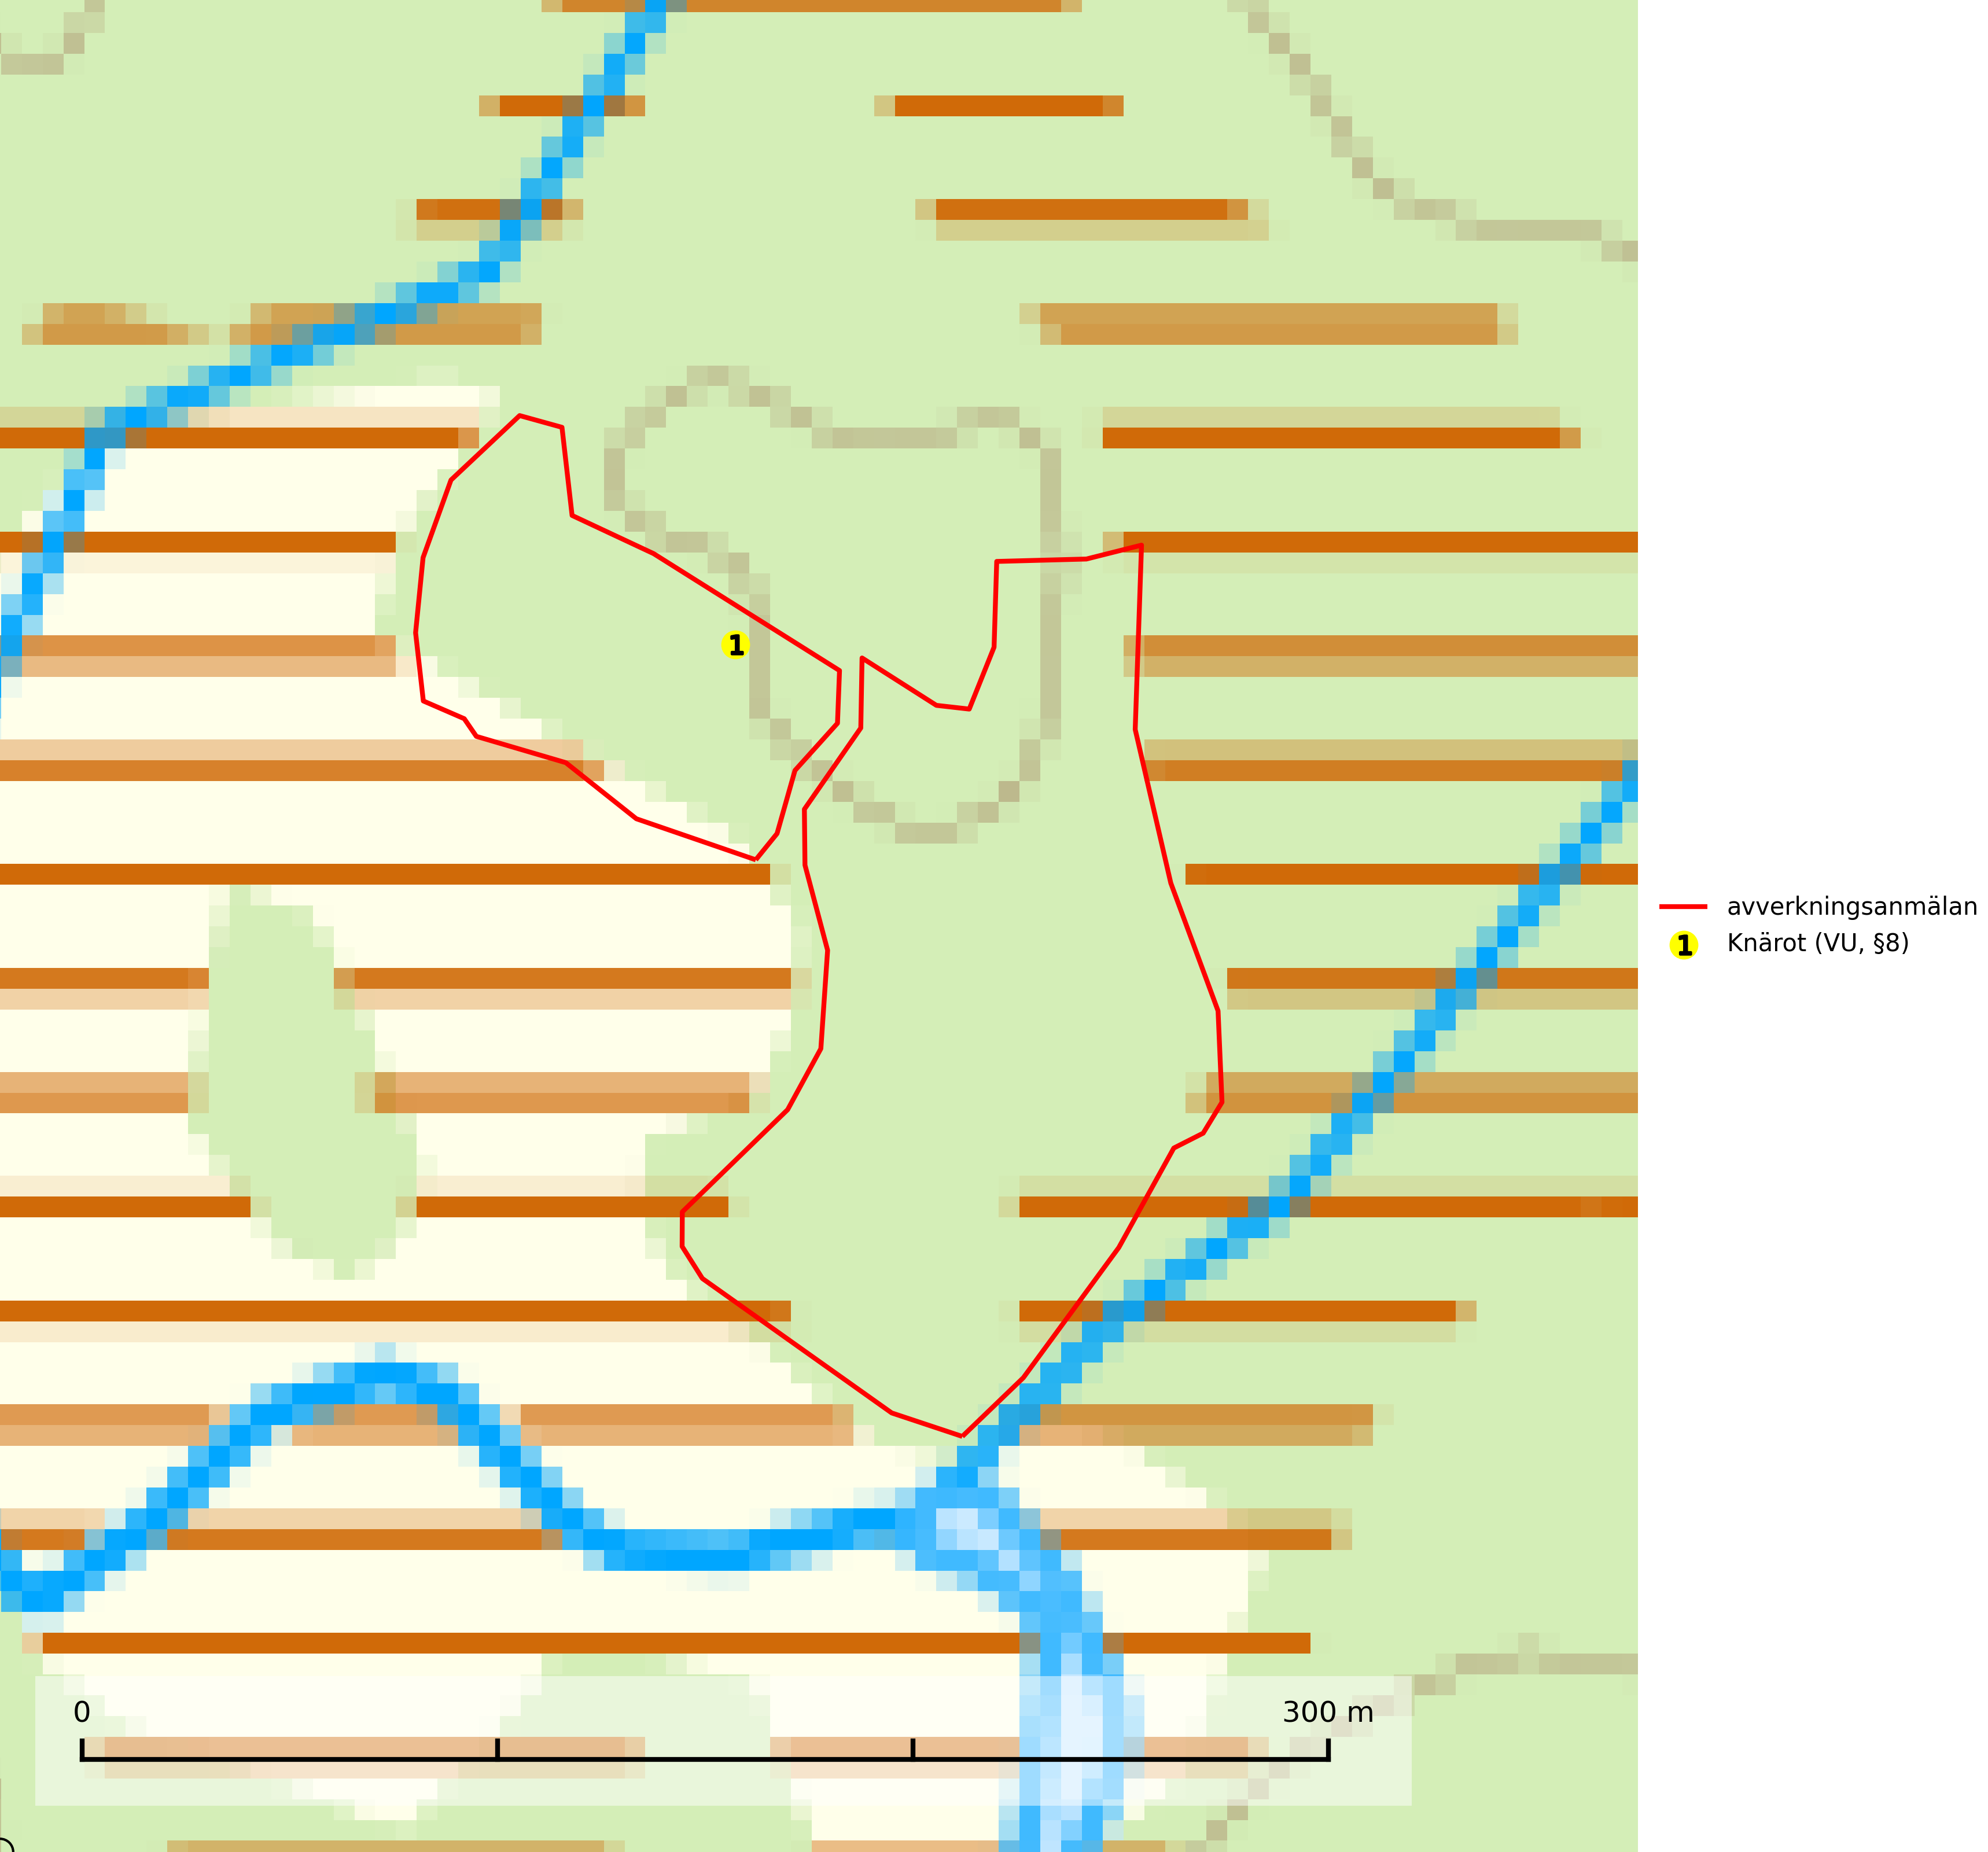 1
avverkningsanmälan
1 Knärot (VU, §8)
0 300 m